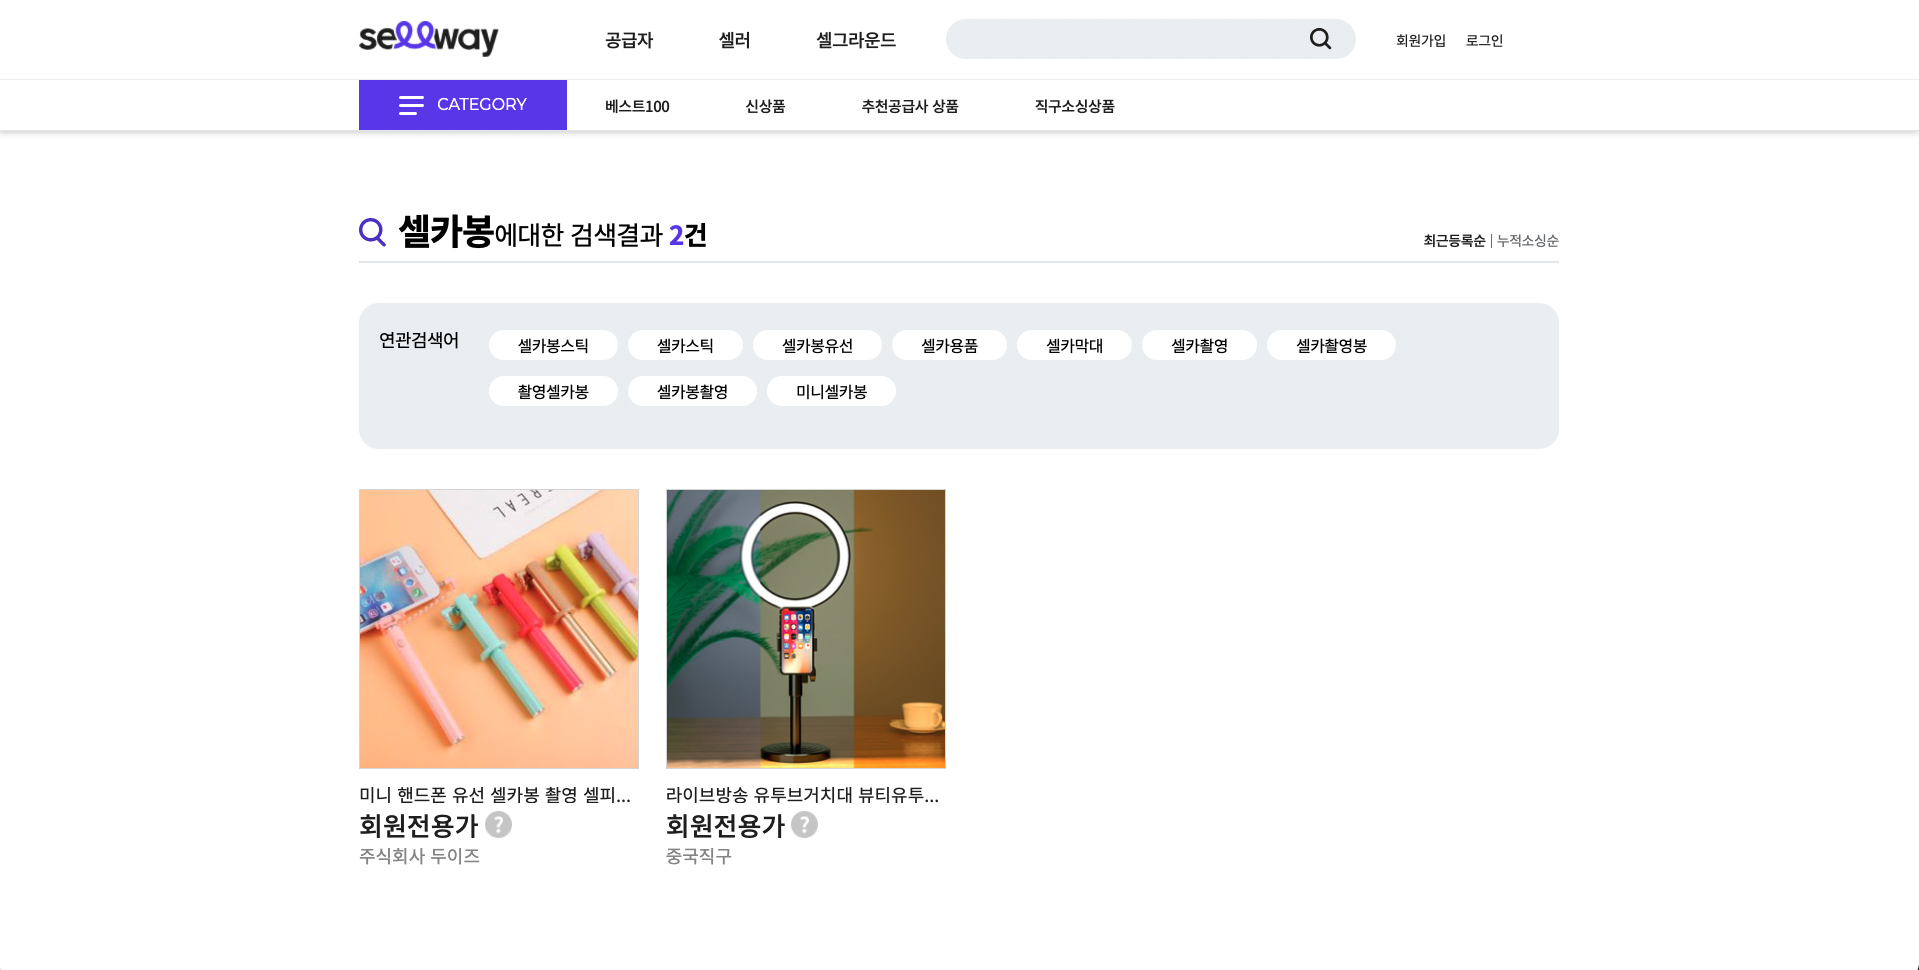 sellway
공급자 셀러 셀그라운드 회원가입 로그인
CATEGORY 베스트100 신상품 추천공급사 상품 직구소싱상품
셀카봉에대한 검색결과 2건
최근등록순 | 누적소싱순
연관검색어 셀카봉스틱 셀카스틱 셀카봉유선 셀카용품 셀카막대 셀카촬영 셀카촬영봉
촬영셀카봉 셀카봉촬영 미니셀카봉
미니 핸드폰 유선 셀카봉 촬영 셀피...
회원전용가 ?
주식회사 두이즈
라이브방송 유투브거치대 뷰티유투...
회원전용가 ?
중국직구